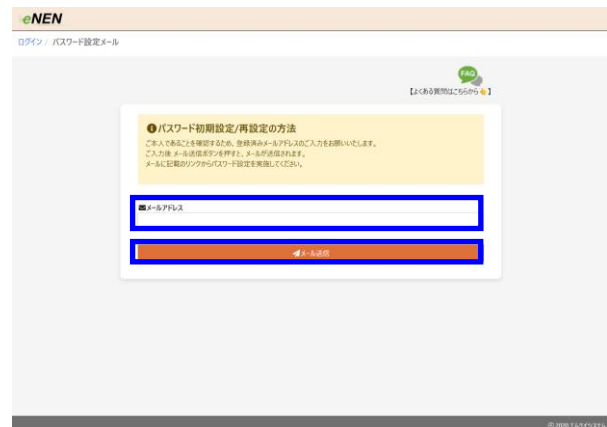 eNEN
ログイン / パスワード設定メール
FAQ
【よくある質問はこちらから👆】
パスワード初期設定/再設定の方法
ご本人であることを確認するため、登録済みメールアドレスのご入力をお願いいたします。
ご入力後 メール送信ボタンを押すと、メールが送信されます。
メールに記載のリンクからパスワード設定を実施してください。
メールアドレス
メール送信